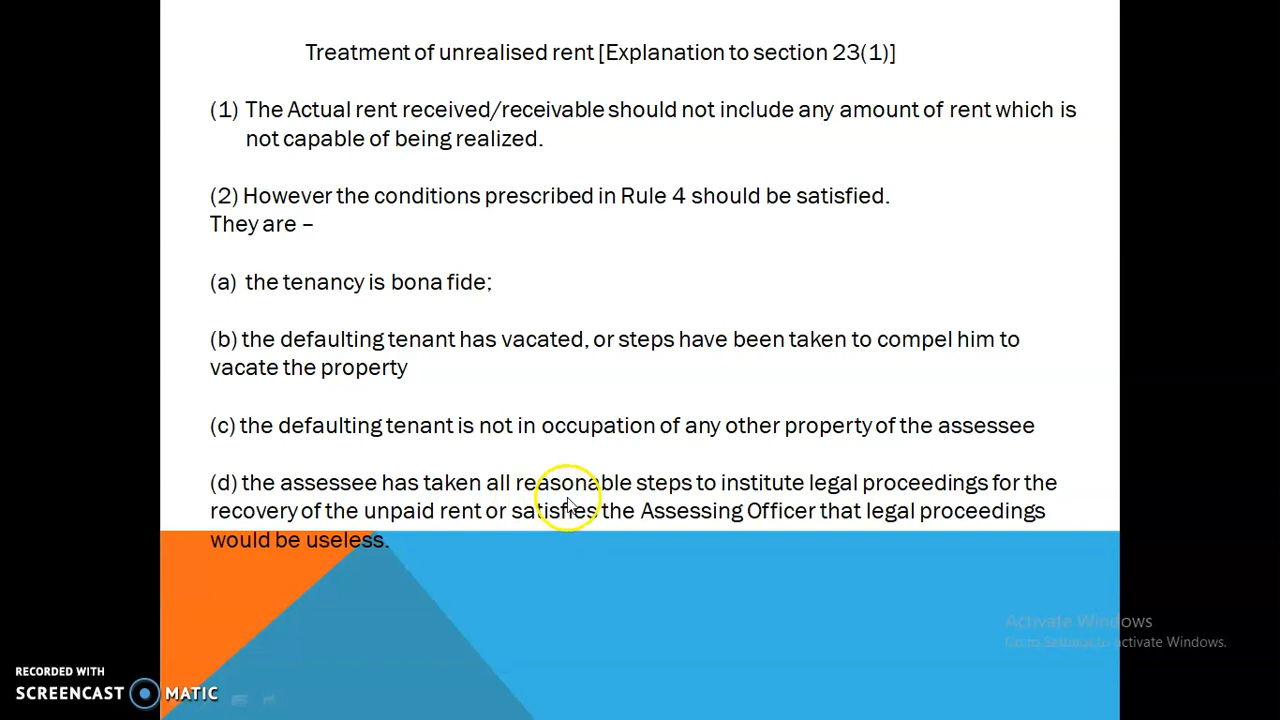 Treatment of unrealised rent [Explanation to section 23(1)]
(1) The Actual rent received/receivable should not include any amount of rent which is
not capable of being realized.
(2) However the conditions prescribed in Rule 4 should be satisfied.
They are –
(a) the tenancy is bona fide;
(b) the defaulting tenant has vacated, or steps have been taken to compel him to
vacate the property
(c) the defaulting tenant is not in occupation of any other property of the assessee
(d) the assessee has taken all reasonable steps to institute legal proceedings for the
recovery of the unpaid rent or satisfies the Assessing Officer that legal proceedings
would be useless.
Activate Windows
Go to Settings to activate Windows.
RECORDED WITH
SCREENCAST MATIC